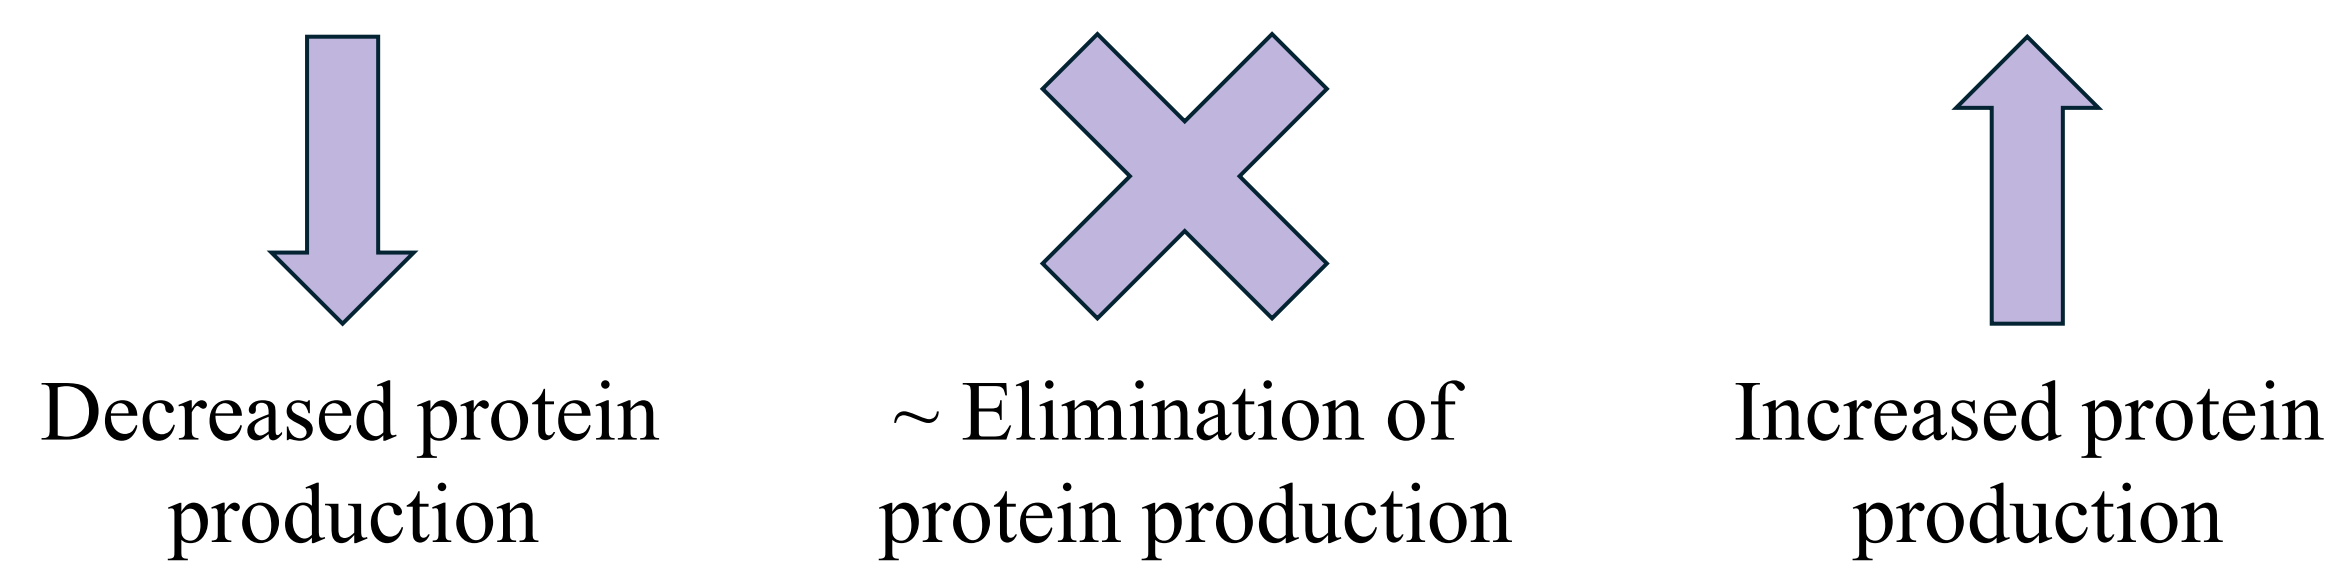 Decreased protein
production
~ Elimination of
protein production
Increased protein
production